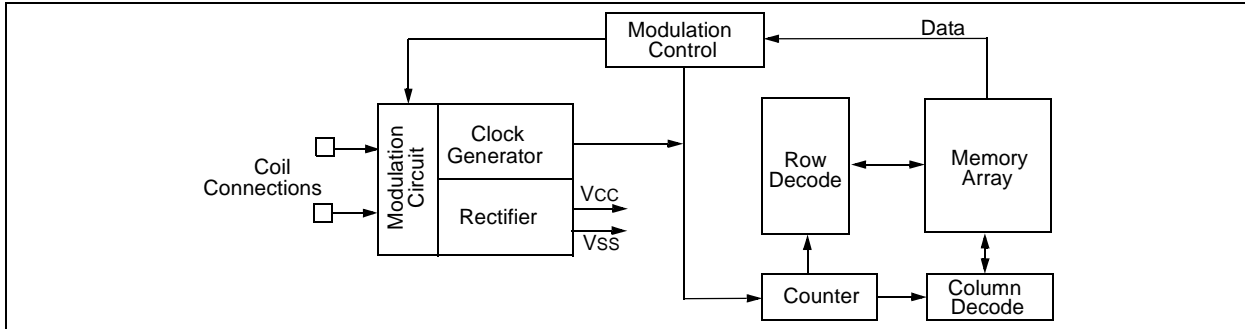 Modulation
Control
Data
Modulation
Circuit
Clock
Generator
Coil
Connections
Rectifier
VCC
VSS
Row
Decode
Memory
Array
Counter
Column
Decode